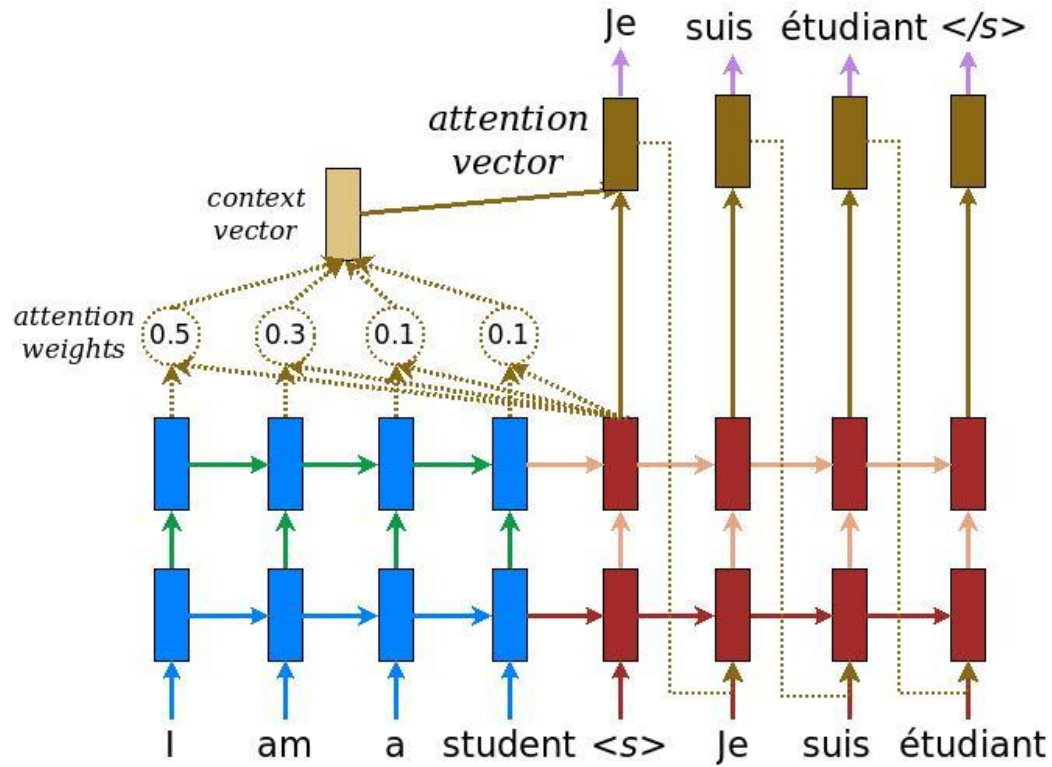 Je suis étudiant </s>
attention
vector
context
vector
attention
weights
0.5 0.3 0.1 0.1
I am a student <s> Je suis étudiant